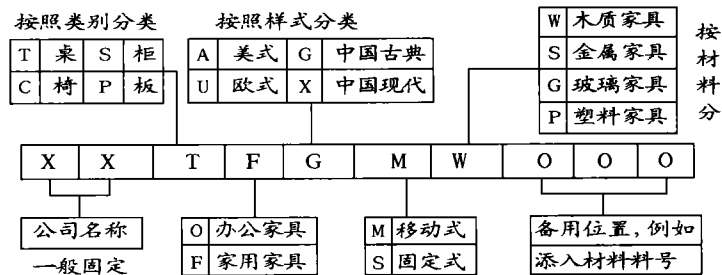 按照类别分类
T 桌 S 柜
C 椅 P 板
按照样式分类
A 美式 G 中国古典
U 欧式 X 中国现代
W 木质家具
S 金属家具
G 玻璃家具
P 塑料家具
按材料分
X X T F G M W O O O
公司名称
一般固定
O 办公家具
F 家用家具
M 移动式
S 固定式
备用位置,例如
添入材料料号